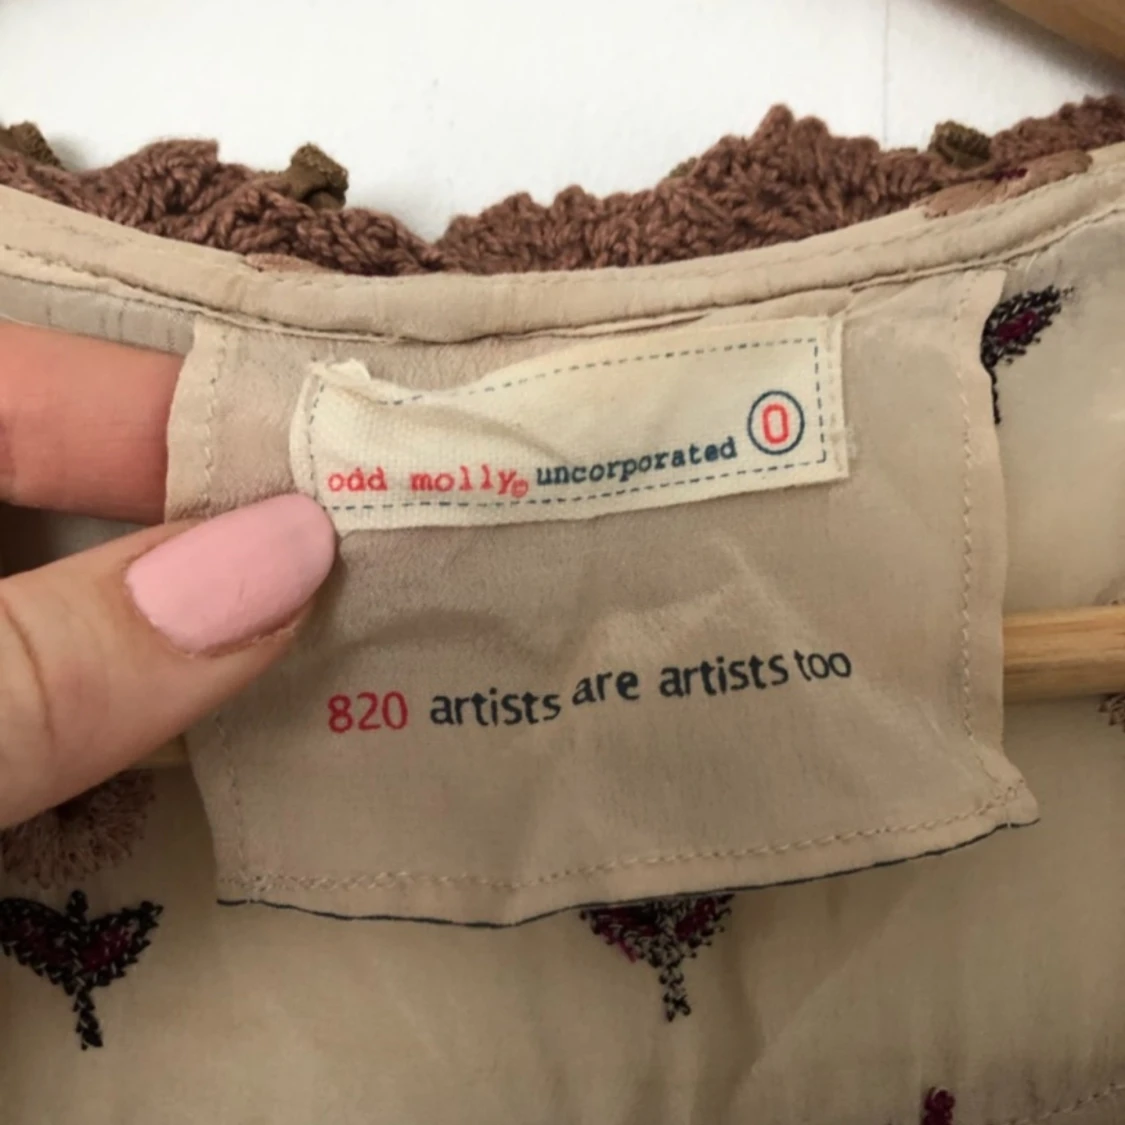 odd molly© uncorporated 0
820 artists are artists too